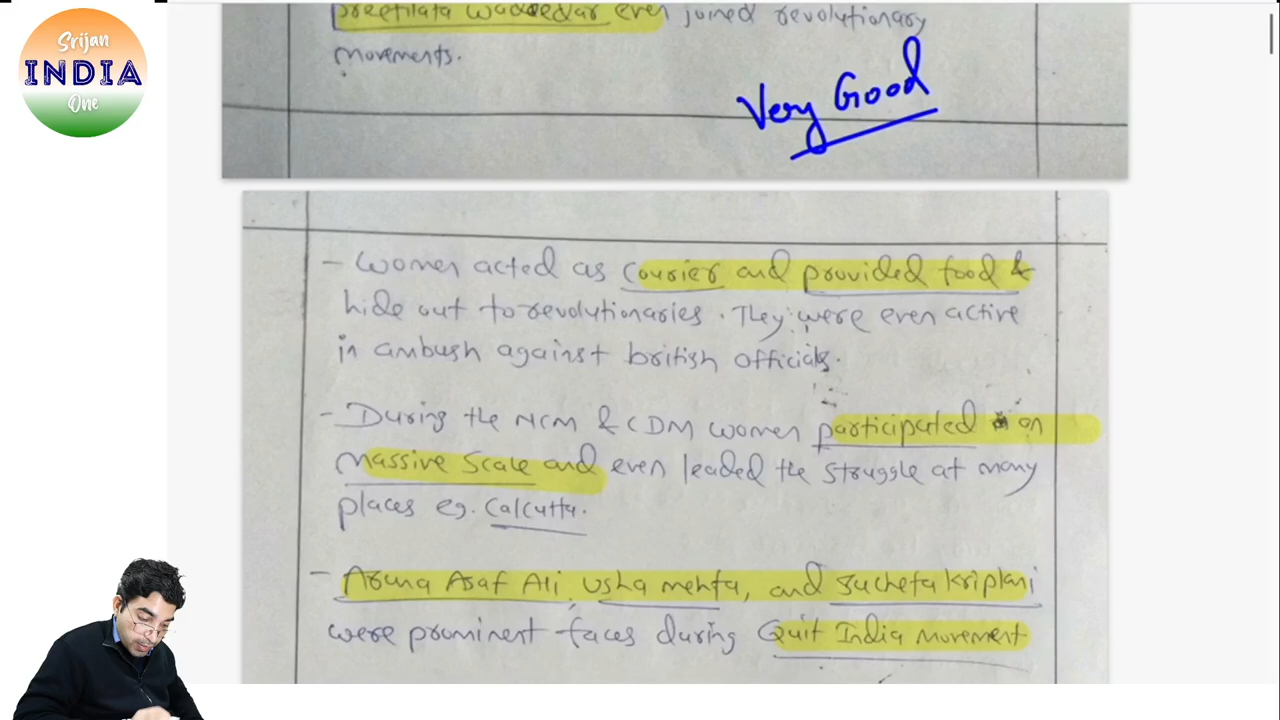 Srijan
INDIA
One
preetilata waddedar even joined revolutionary
movements.
Very Good
- Women acted as courier and provided food &
hide out to revolutionaries. They were even active
in ambush against british officials.
- During the NCM & CDM women participated on
massive scale and even leaded the struggle at many
places eg. Calcutta.
- Aruna Asaf Ali, Usha mehta, and Sucheta kriplani
were prominent faces during Quit India movement